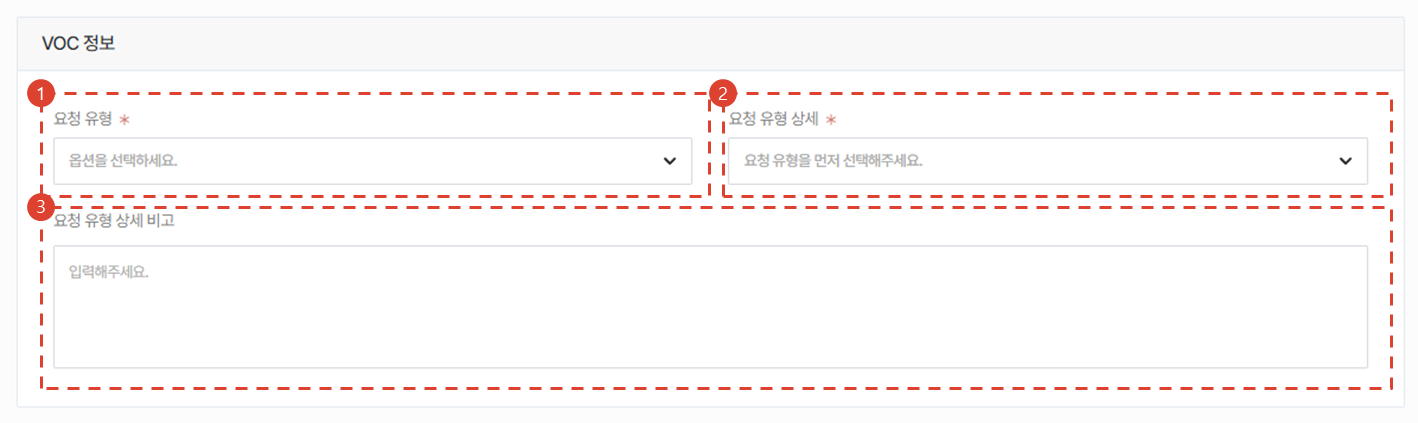 VOC 정보
1
요청 유형 *
옵션을 선택하세요.
2
요청 유형 상세 *
요청 유형을 먼저 선택해주세요.
3
요청 유형 상세 비고
입력해주세요.